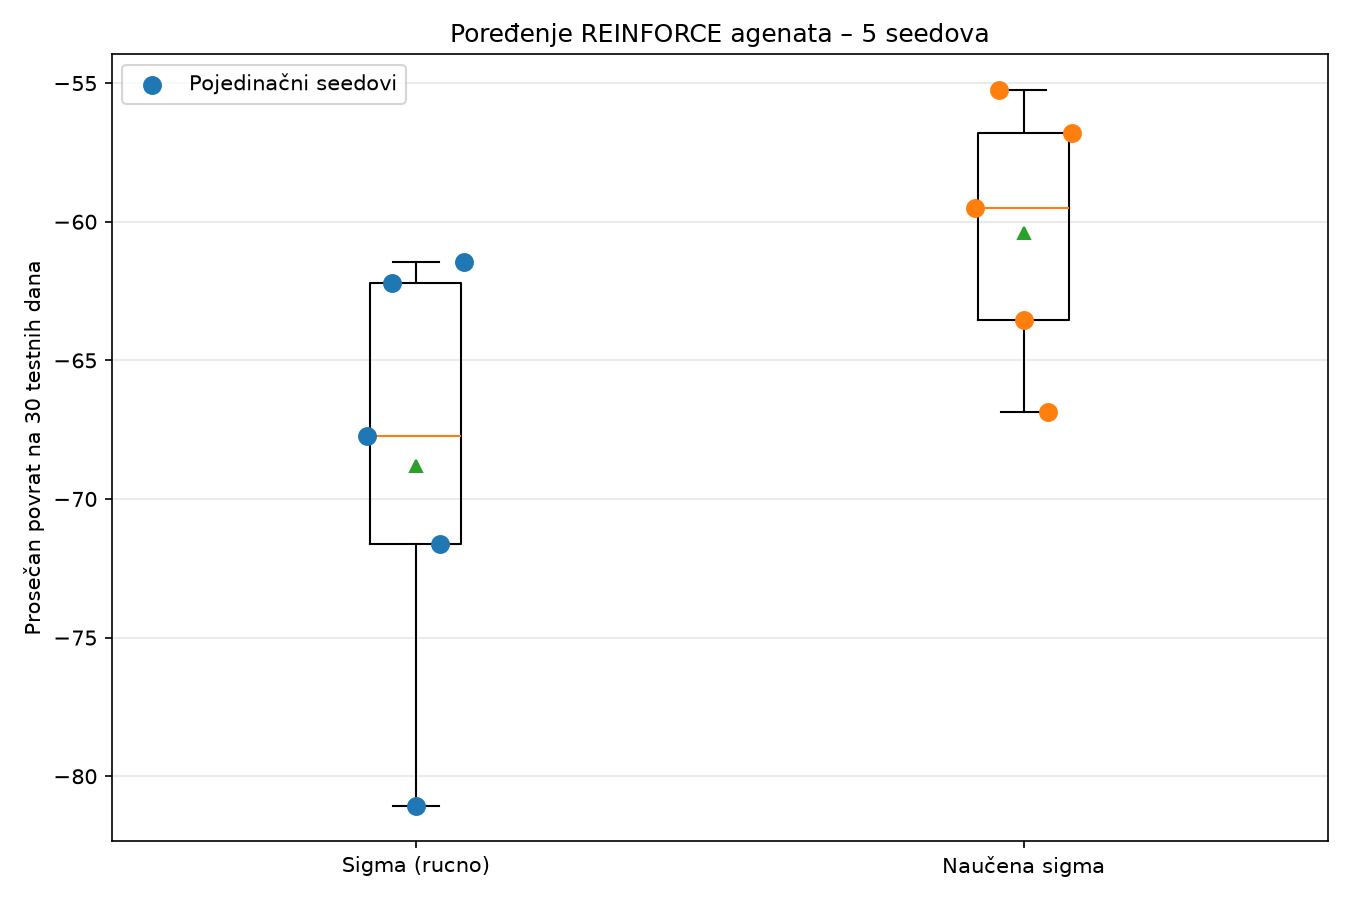 Poređenje REINFORCE agenata – 5 seedova
Pojedinačni seedovi
Prosečan povrat na 30 testnih dana
−55
−60
−65
−70
−75
−80
Sigma (rucno)
Naučena sigma